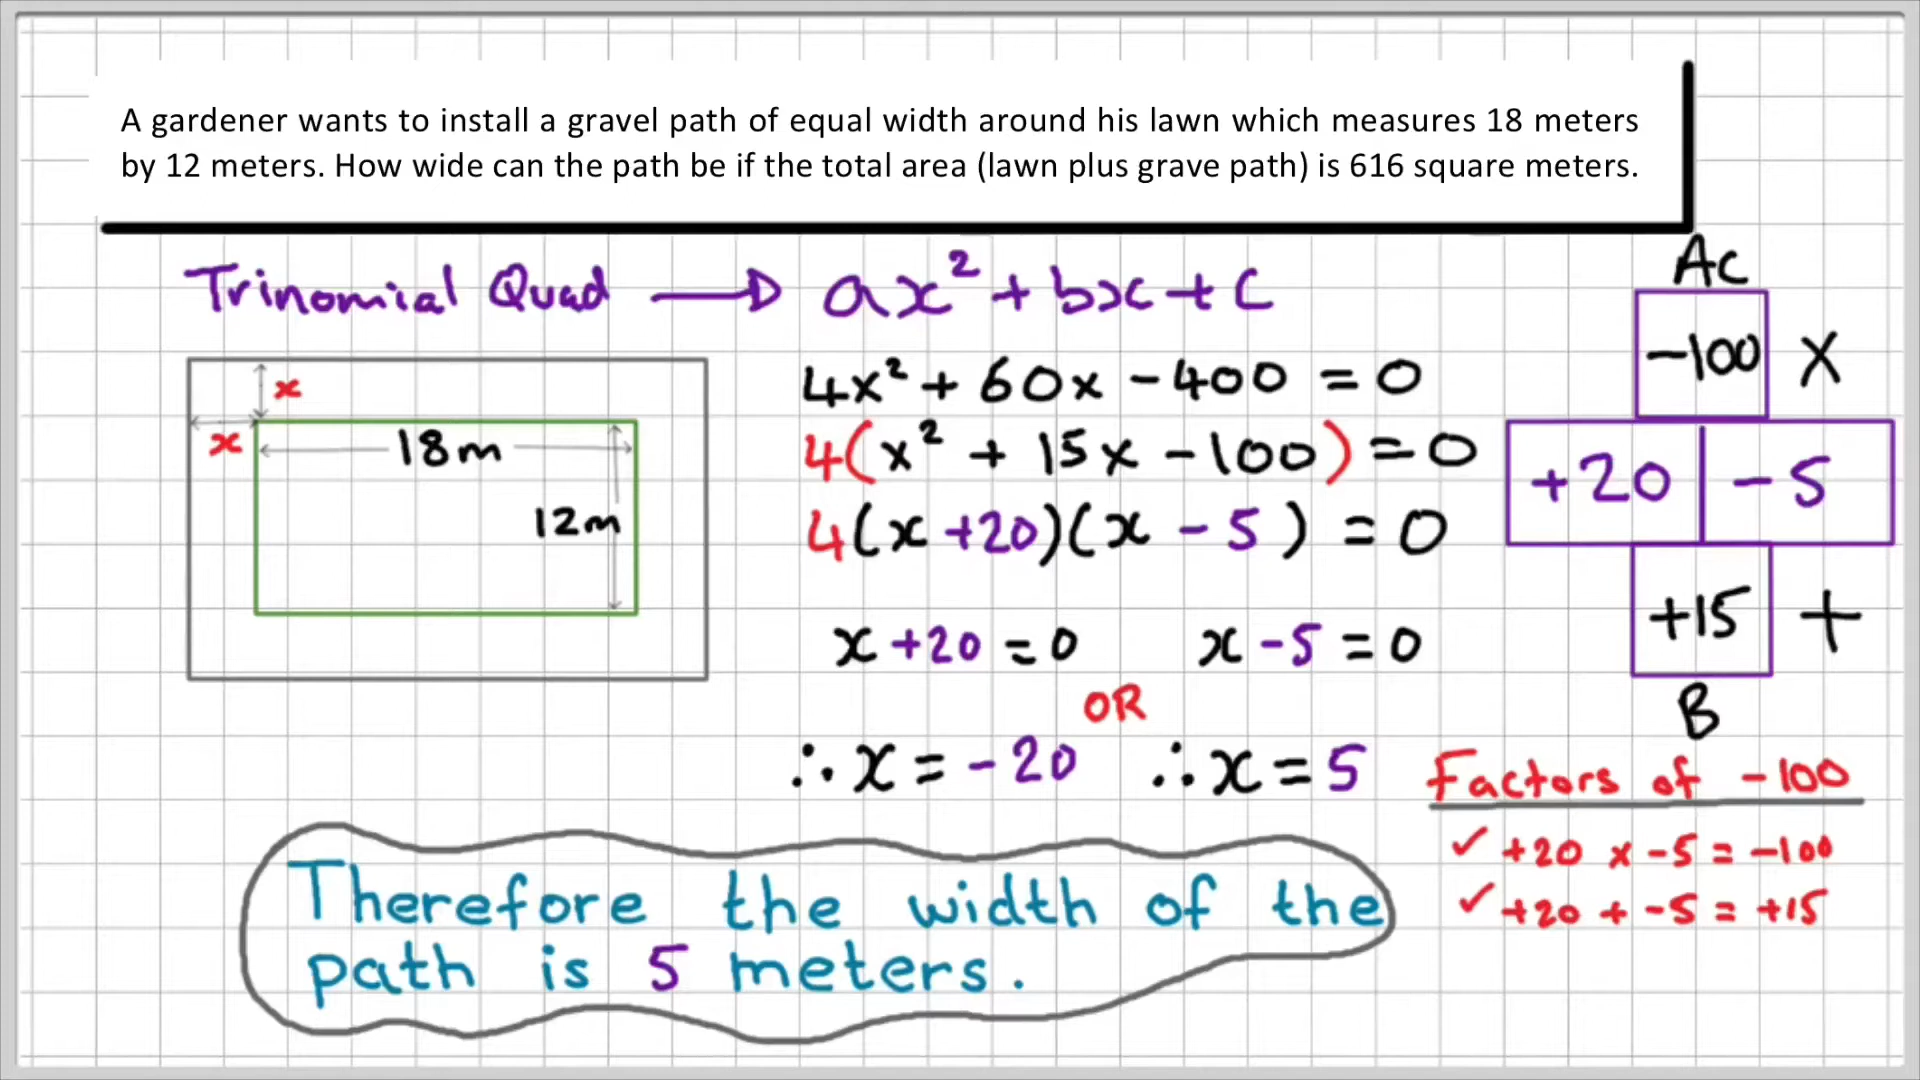 A gardener wants to install a gravel path of equal width around his lawn which measures 18 meters
by 12 meters. How wide can the path be if the total area (lawn plus grave path) is 616 square meters.
Trinomial Quad → ax² + bx + c
x
x
18m
12m
4x² + 60x - 400 = 0
4(x² + 15x - 100) = 0
4(x +20)(x - 5) = 0
x +20 = 0 x - 5 = 0
OR
∴ x = -20 ∴ x = 5
AC
-100 X
+20 - 5
+15 +
B
Factors of -100
✓ +20 x -5 = -100
✓ +20 + -5 = +15
Therefore the width of the
path is 5 meters.